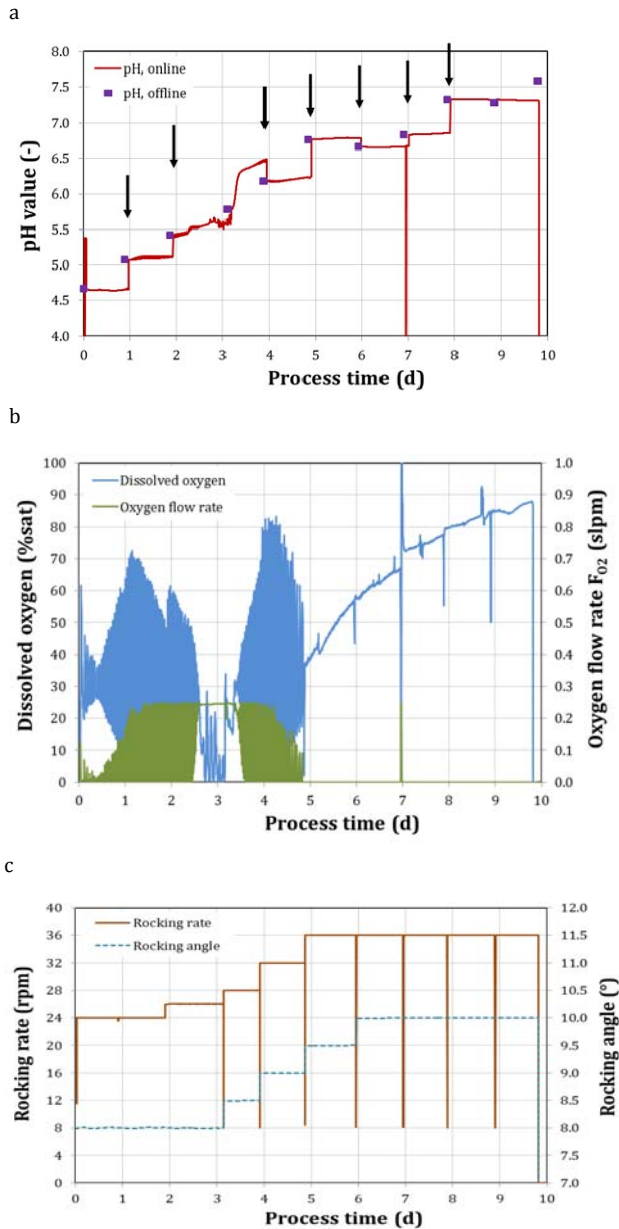 a
8.0
pH, online
7.5
pH, offline
7.0
6.5
6.0
5.5
5.0
4.5
4.0
pH value (-)
0 1 2 3 4 5 6 7 8 9 10
Process time (d)
b
100 1.0
Dissolved oxygen
90 0.9
Oxygen flow rate
80 0.8
70 0.7
60 0.6
50 0.5
40 0.4
30 0.3
20 0.2
10 0.1
0 0.0
Dissolved oxygen (%sat)
Oxygen flow rate FO2 (slpm)
0 1 2 3 4 5 6 7 8 9 10
Process time (d)
c
40 12.0
Rocking rate
36 11.5
Rocking angle
32 11.0
28 10.5
24 10.0
20 9.5
16 9.0
12 8.5
8 8.0
4 7.5
0 7.0
Rocking rate (rpm)
Rocking angle (°)
0 1 2 3 4 5 6 7 8 9 10
Process time (d)